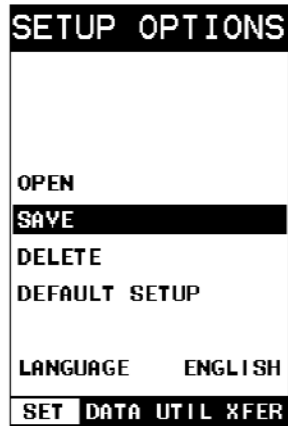 SETUP OPTIONS
OPEN
SAVE
DELETE
DEFAULT SETUP
LANGUAGE ENGLISH
SET DATA UTIL XFER